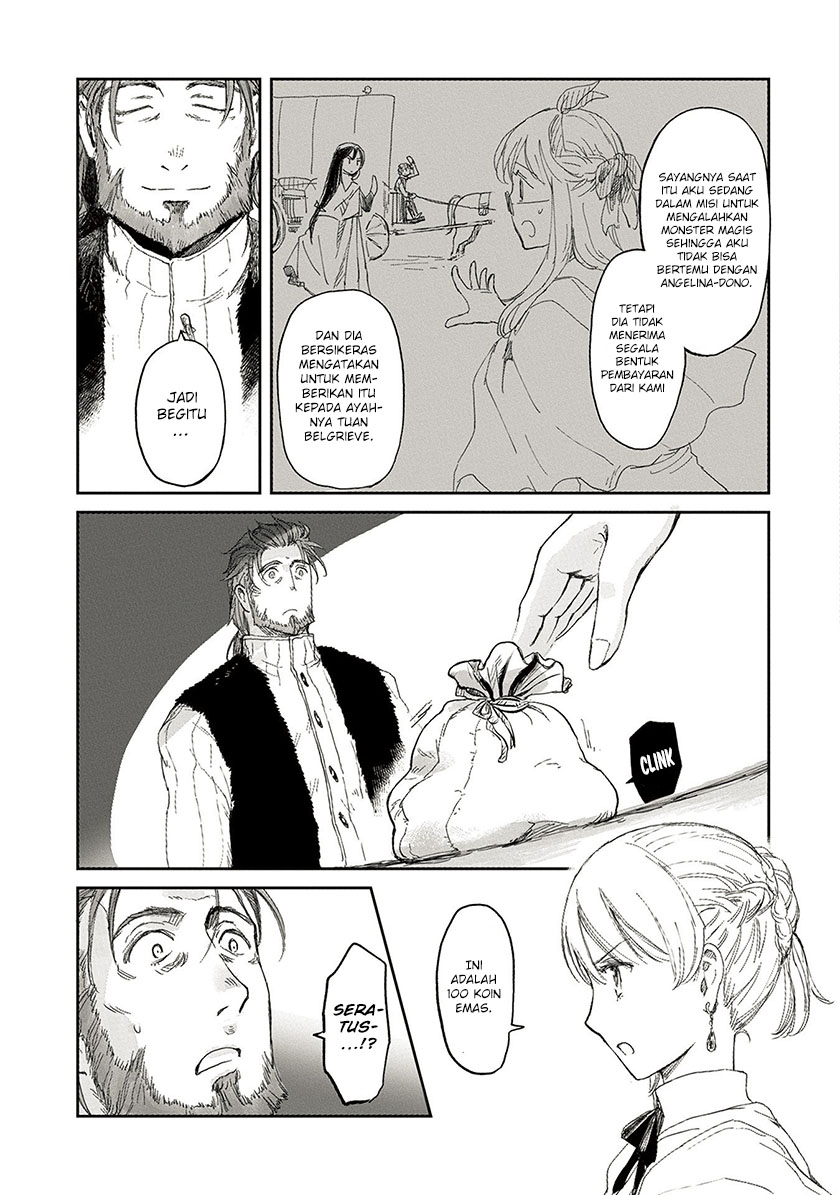 SAYANGNYA SAAT
ITU AKU SEDANG
DALAM MISI UNTUK
MENGALAHKAN
MONSTER MAGIS
SEHINGGA AKU
TIDAK BISA
BERTEMU DENGAN
ANGELINA-DONO.
TETAPI
DIA TIDAK
MENERIMA
SEGALA
BENTUK
PEMBAYARAN
DARI KAMI
DAN DIA
BERSIKERAS
MENGATAKAN
UNTUK MEM-
BERIKAN ITU
KEPADA AYAH-
NYA TUAN
BELGRIEVE.
JADI
BEGITU
...
CLINK
INI
ADALAH
100 KOIN
EMAS.
SERA-
TUS-
...!?